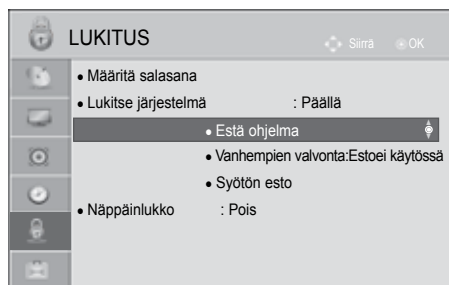 LUKITUS Siirrä OK
• Määritä salasana
• Lukitse järjestelmä : Päällä
• Estä ohjelma
• Vanhempien valvonta:Estoei käytössä
• Syötön esto
• Näppäinlukko : Pois